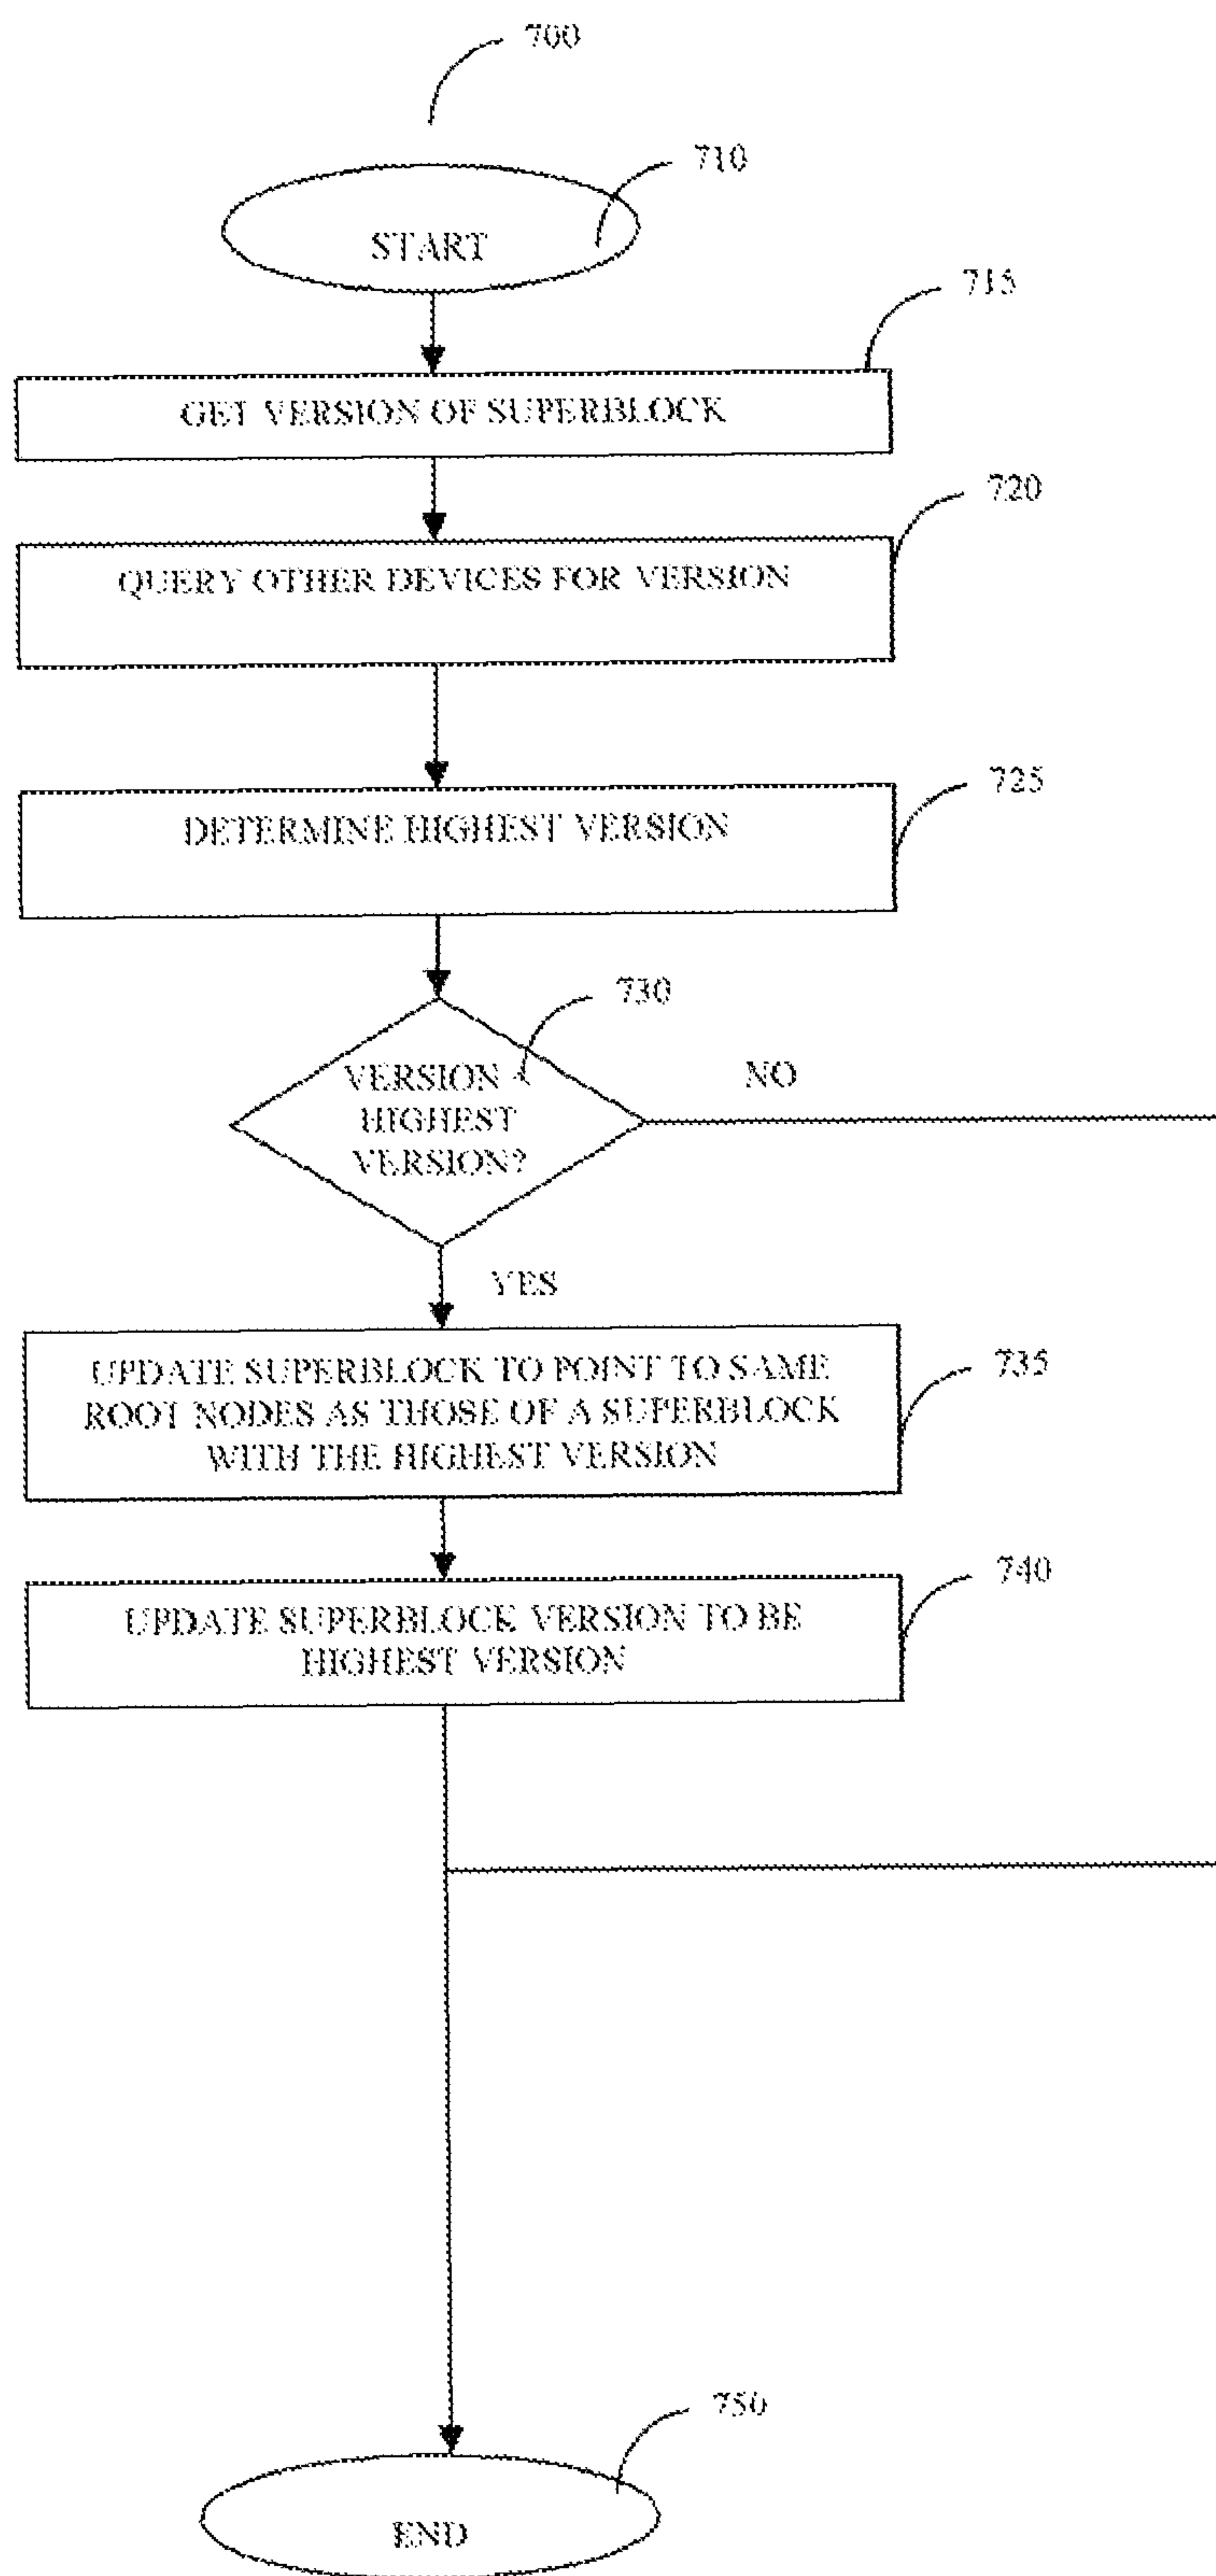 700
710
START
715
GET VERSION OF SUPERBLOCK
720
QUERY OTHER DEVICES FOR VERSION
725
DETERMINE HIGHEST VERSION
730
VERSION <
HIGHEST
VERSION?
NO
YES
735
UPDATE SUPERBLOCK TO POINT TO SAME
ROOT NODES AS THOSE OF A SUPERBLOCK
WITH THE HIGHEST VERSION
740
UPDATE SUPERBLOCK VERSION TO BE
HIGHEST VERSION
750
END